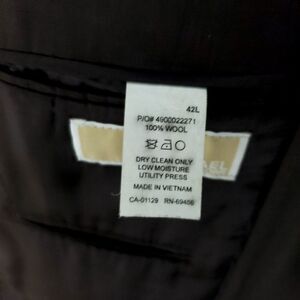 42L
P/O# 4900022271
100% WOOL
DRY CLEAN ONLY
LOW MOISTURE
UTILITY PRESS
MADE IN VIETNAM
CA-01129 RN-69456